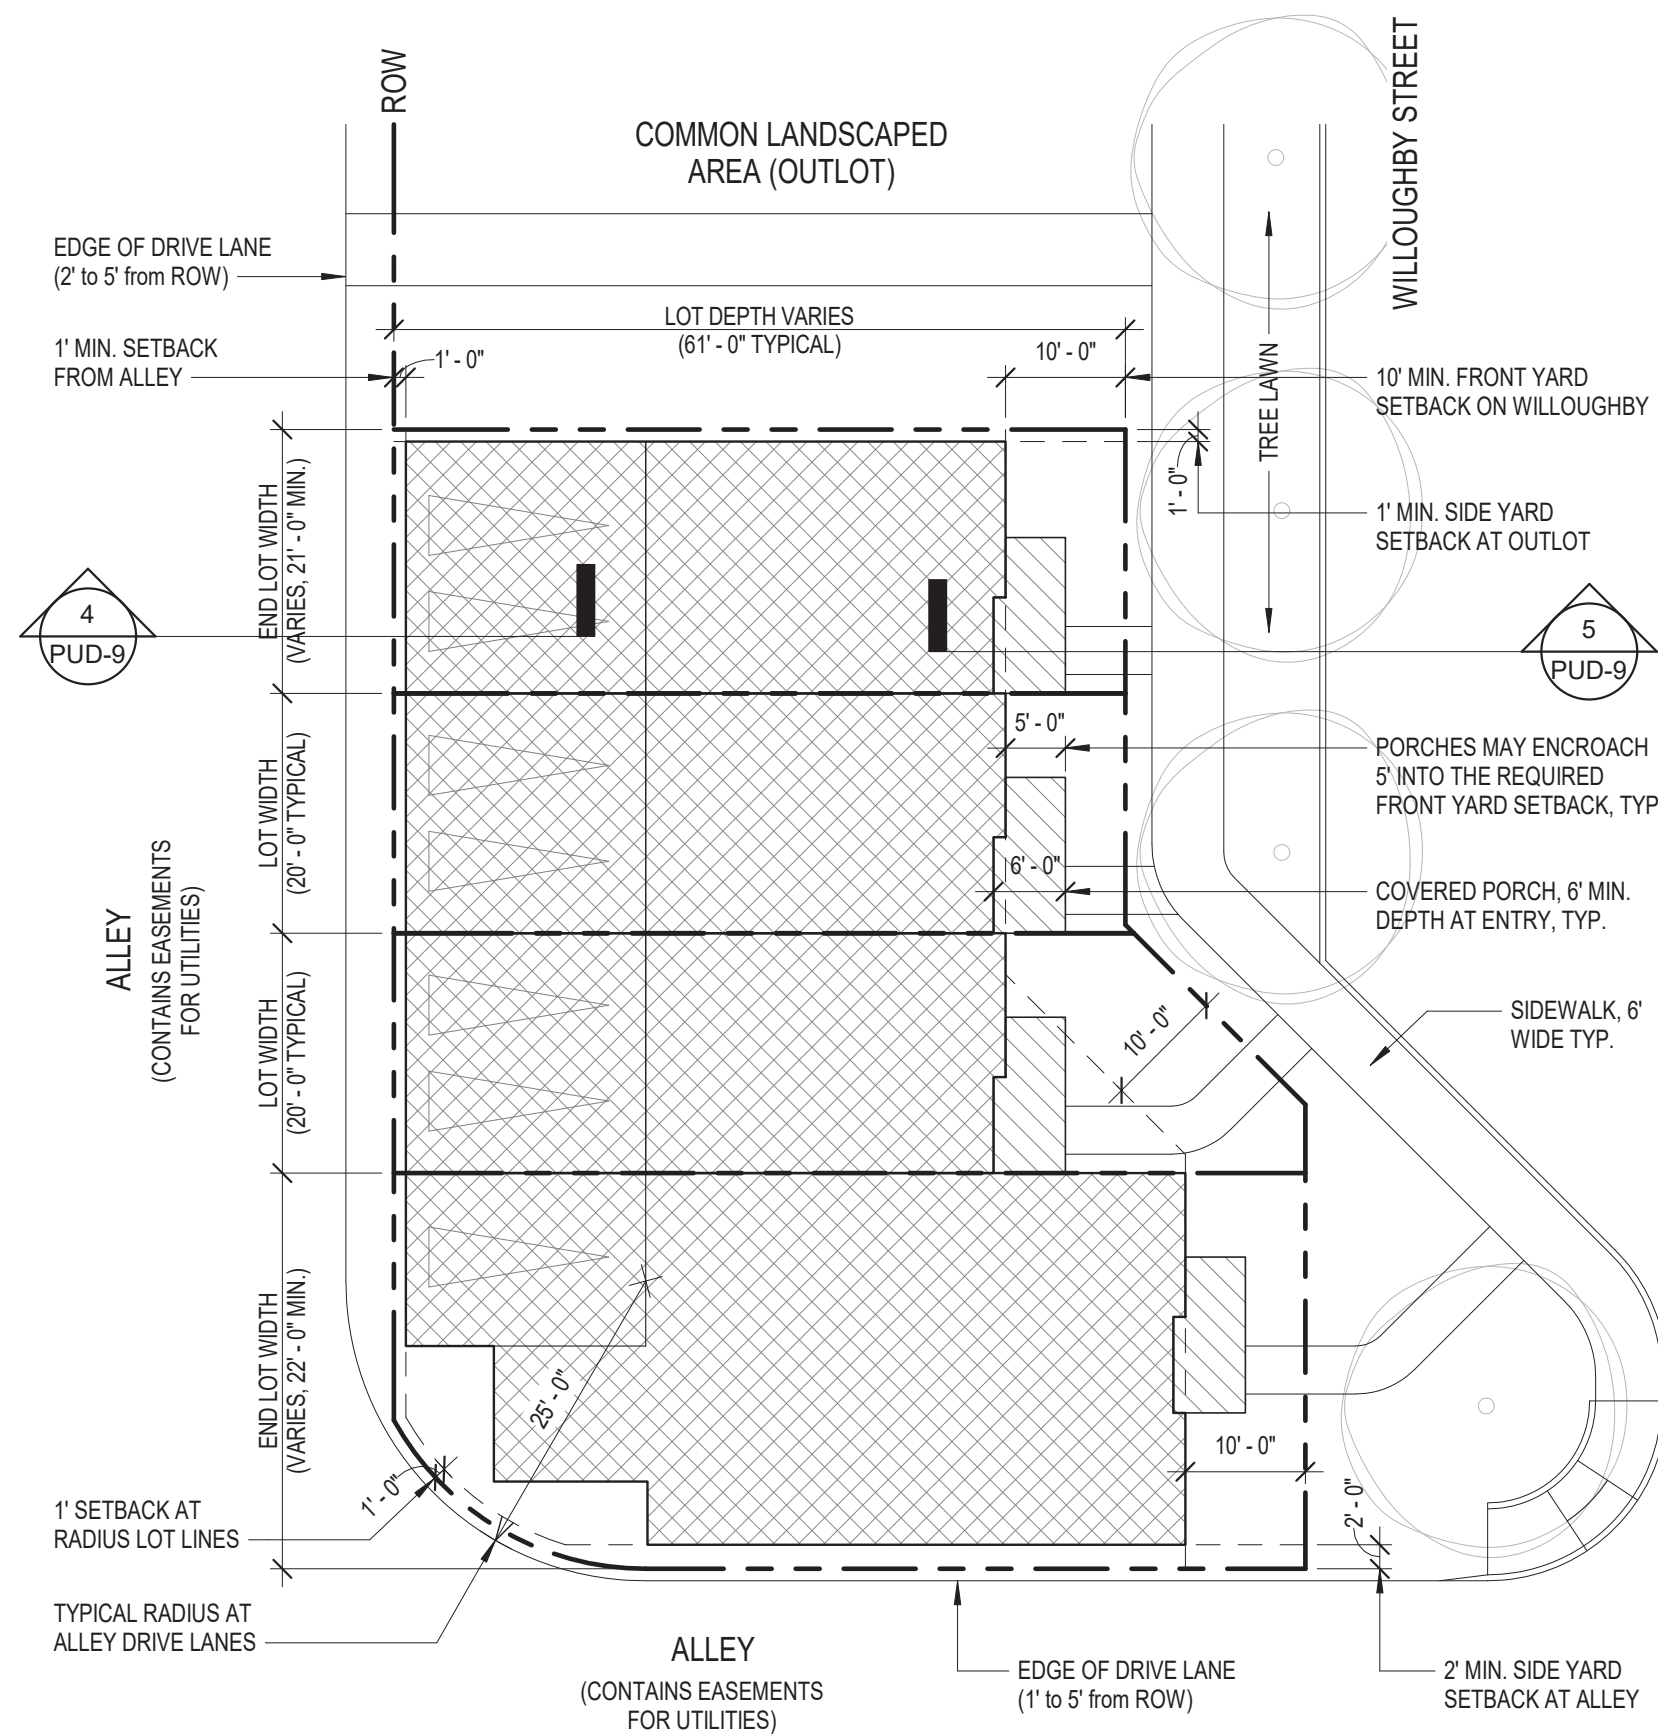 ROW
COMMON LANDSCAPED
AREA (OUTLOT)
WILLOUGHBY STREET
EDGE OF DRIVE LANE
(2' to 5' from ROW)
LOT DEPTH VARIES
(61' - 0" TYPICAL)
1' MIN. SETBACK
FROM ALLEY
1' - 0"
10' - 0"
TREE LAWN
10' MIN. FRONT YARD
SETBACK ON WILLOUGHBY
END LOT WIDTH
(VARIES, 21' - 0" MIN.)
1' - 0"
1' MIN. SIDE YARD
SETBACK AT OUTLOT
4
PUD-9
5
PUD-9
LOT WIDTH
(20' - 0" TYPICAL)
5' - 0"
PORCHES MAY ENCROACH
5' INTO THE REQUIRED
FRONT YARD SETBACK, TYP
6' - 0"
COVERED PORCH, 6' MIN.
DEPTH AT ENTRY, TYP.
ALLEY
(CONTAINS EASEMENTS
FOR UTILITIES)
LOT WIDTH
(20' - 0" TYPICAL)
10' - 0"
SIDEWALK, 6'
WIDE TYP.
END LOT WIDTH
(VARIES, 22' - 0" MIN.)
25' - 0"
10' - 0"
1' - 0"
2' - 0"
1' SETBACK AT
RADIUS LOT LINES
TYPICAL RADIUS AT
ALLEY DRIVE LANES
ALLEY
(CONTAINS EASEMENTS
FOR UTILITIES)
EDGE OF DRIVE LANE
(1' to 5' from ROW)
2' MIN. SIDE YARD
SETBACK AT ALLEY